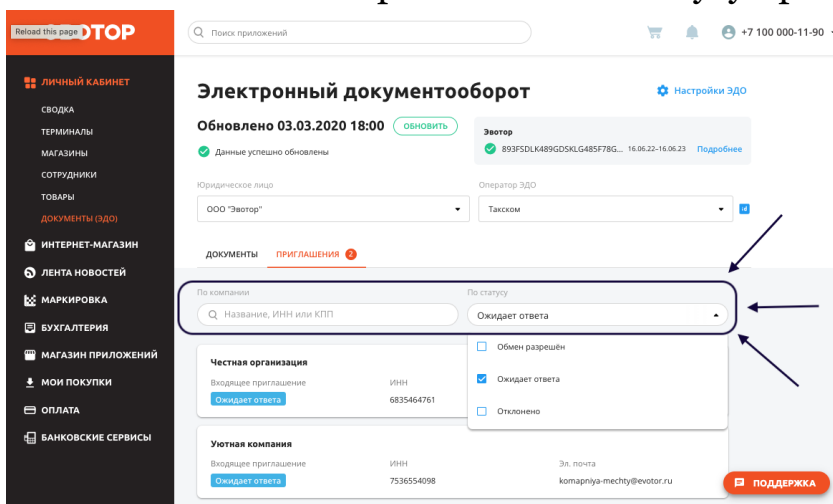 Reload this page
ЭВОТОР
Поиск приложений
+7 100 000-11-90
ЛИЧНЫЙ КАБИНЕТ
СВОДКА
ТЕРМИНАЛЫ
МАГАЗИНЫ
СОТРУДНИКИ
ТОВАРЫ
ДОКУМЕНТЫ (ЭДО)
ИНТЕРНЕТ-МАГАЗИН
ЛЕНТА НОВОСТЕЙ
МАРКИРОВКА
БУХГАЛТЕРИЯ
МАГАЗИН ПРИЛОЖЕНИЙ
МОИ ПОКУПКИ
ОПЛАТА
БАНКОВСКИЕ СЕРВИСЫ
Электронный документооборот
Настройки ЭДО
Обновлено 03.03.2020 18:00 ОБНОВИТЬ
Данные успешно обновлены
Эвотор
893FSDLK489GDSKLG485F78G... 16.06.22–16.06.23 Подробнее
Юридическое лицо
ООО "Эвотор"
Оператор ЭДО
Такском
id
ДОКУМЕНТЫ ПРИГЛАШЕНИЯ 2
По компании
Название, ИНН или КПП
По статусу
Ожидает ответа
Обмен разрешён
Ожидает ответа
Отклонено
Честная организация
Входящее приглашение ИНН
Ожидает ответа 6835464761
Уютная компания
Входящее приглашение ИНН Эл. почта
Ожидает ответа 7536554098 komapniya-mechty@evotor.ru
ПОДДЕРЖКА